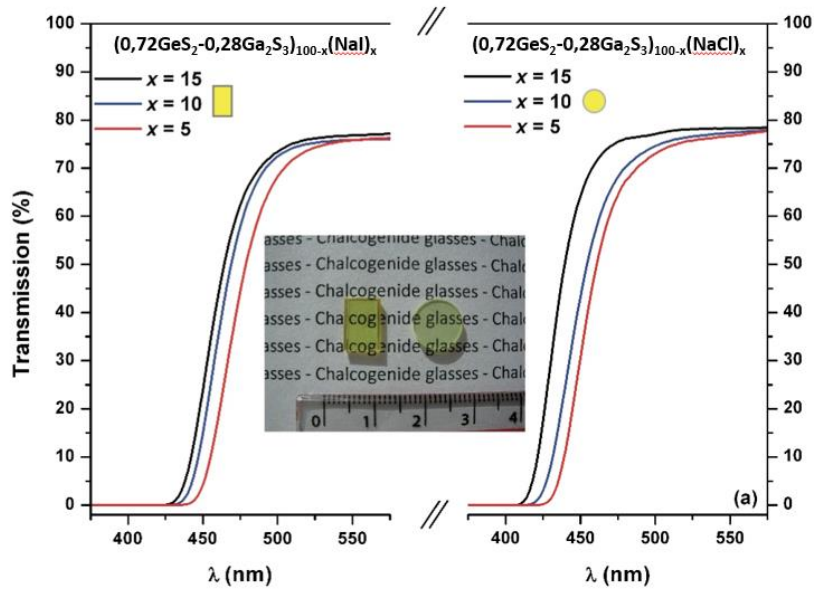 (0,72GeS₂-0,28Ga₂S₃)₁₀₀₋ₓ(NaI)ₓ
x = 15
x = 10
x = 5
(0,72GeS₂-0,28Ga₂S₃)₁₀₀₋ₓ(NaCl)ₓ
x = 15
x = 10
x = 5
Transmission (%)
100
90
80
70
60
50
40
30
20
10
0
100
90
80
70
60
50
40
30
20
10
0
asses - Chalcogenide glasses - Chalc
asses - Chalcogenide glasses - Chalc
asses - Chalcogenide glasses - Chal
asses - Chalcogenide glasses - Chal
asses - Chalcogenide glasses - Chal
asses - Chalcogenide glasses - Chal
0 1 2 3 4
(a)
400 450 500 550
400 450 500 550
λ (nm)
λ (nm)